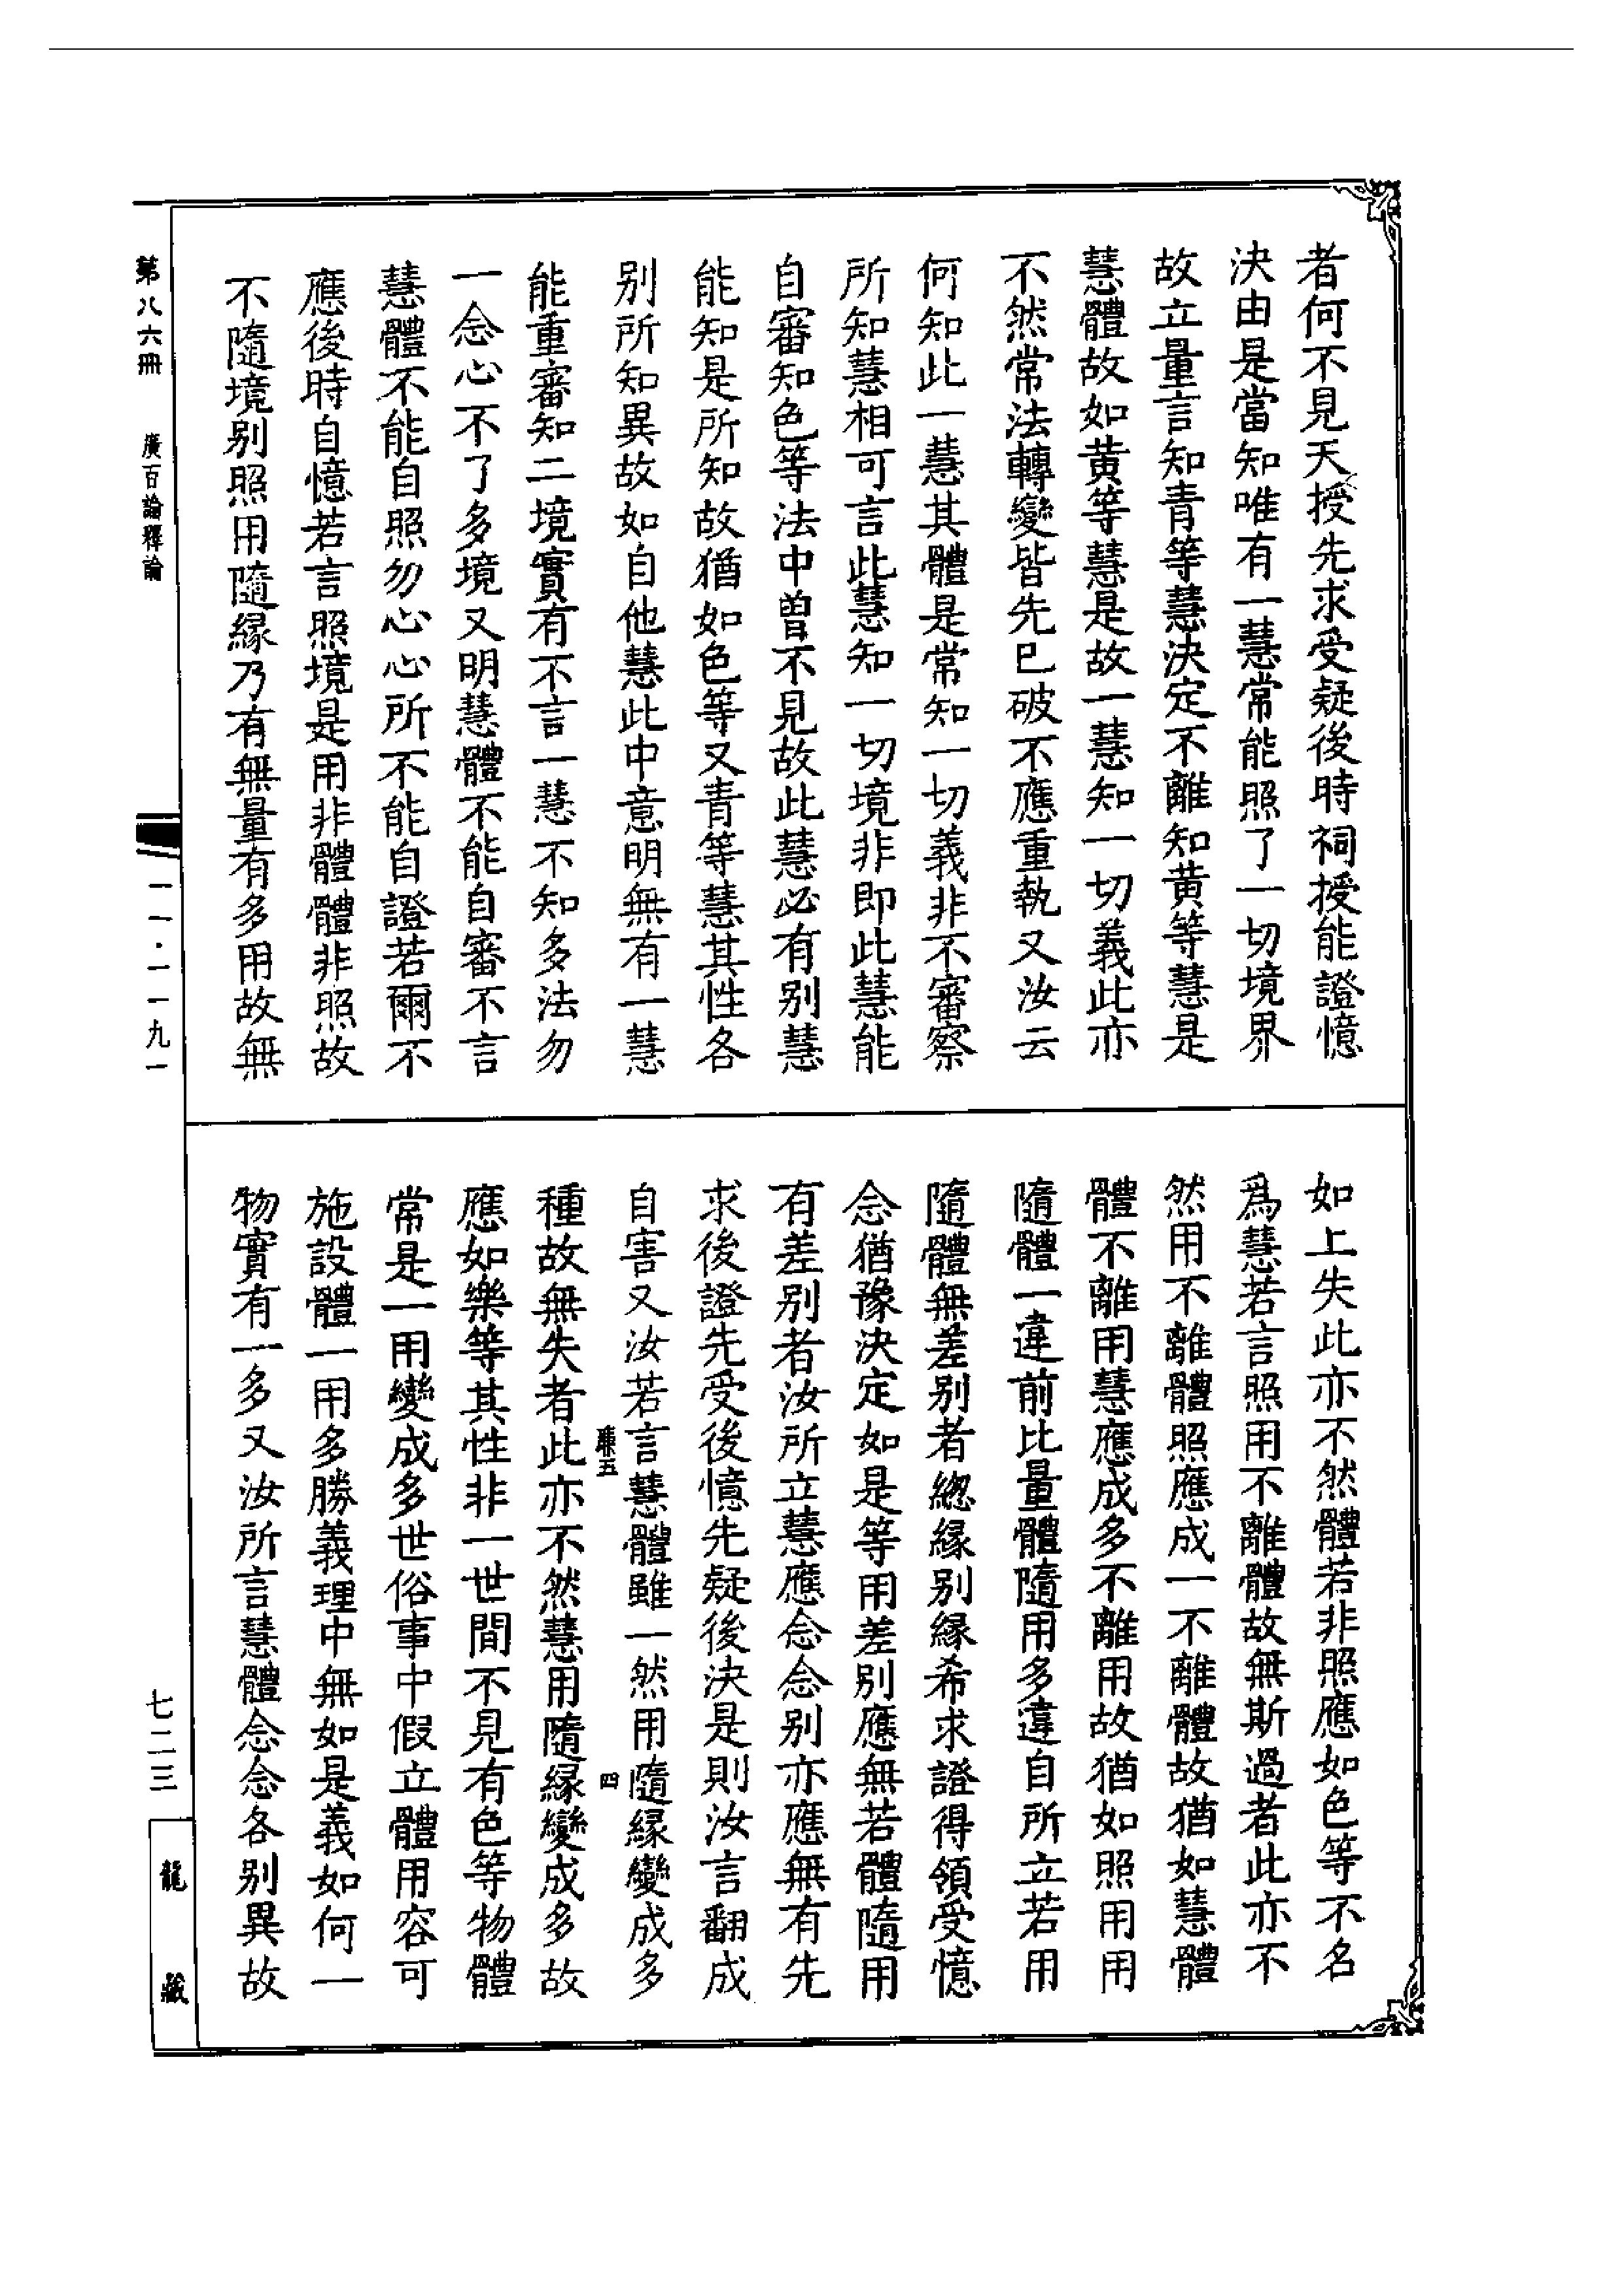 者何不見天授先求受疑後時祠授能證憶
決由是當知唯有一慧常能照了一切境界
故立量言知青等慧決定不離知黃等慧是
慧體故如黃等慧是故一慧知一切義此亦
不然常法轉變皆先已破不應重執又汝云
何知此一慧其體是常知一切義非不審察
所知慧相可言此慧知一切境非即此慧能
自審知色等法中曾不見故此慧必有別慧
能知是所知故猶如色等又青等慧其性各
別所知異故如自他慧此中意明無有一慧
能重審知二境實有不言一慧不知多法勿
一念心不了多境又明慧體不能自審不言
慧體不能自照勿心心所不能自證若爾不
應後時自憶若言照境是用非體體非照故
不隨境別照用隨緣乃有無量有多用故無
如上失此亦不然體若非照應如色等不名
爲慧若言照用不離體故無斯過者此亦不
然用不離體照應成一不離體故猶如慧體
體不離用慧應成多不離用故猶如照用用
隨體一違前比量體隨用多違自所立若用
隨體無差別者總緣別緣希求證得領受憶
念猶豫決定如是等用差別應無若體隨用
有差別者汝所立慧應念念別亦應無有先
求後證先受後憶先疑後決是則汝言翻成
自害又汝若言慧體雖一然用隨緣變成多
種故無失者此亦不然慧用隨緣變成多故
應如樂等其性非一世間不見有色等物體
常是一用變成多世俗事中假立體用容可
施設體一用多勝義理中無如是義如何一
物實有一多又汝所言慧體念念各別異故
五 四
第八六冊 廣百論釋論
一一·一一九一
七二三
龍藏